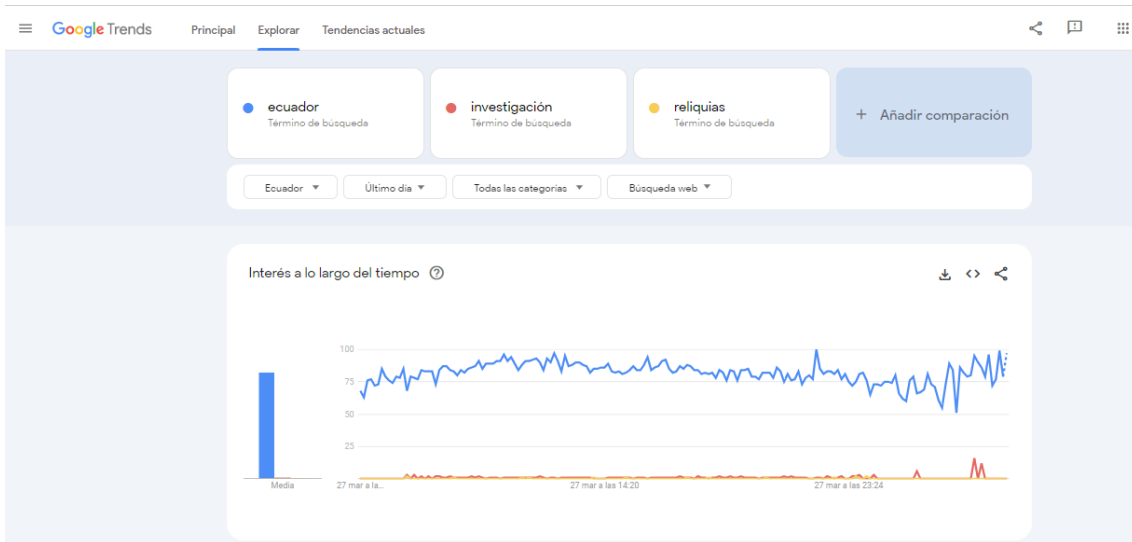 Google Trends Principal Explorar Tendencias actuales
ecuador
Término de búsqueda
investigación
Término de búsqueda
reliquias
Término de búsqueda
+ Añadir comparación
Ecuador
Último día
Todas las categorías
Búsqueda web
Interés a lo largo del tiempo
100
75
50
25
Media
27 mar a la...
27 mar a las 14:20
27 mar a las 23:24